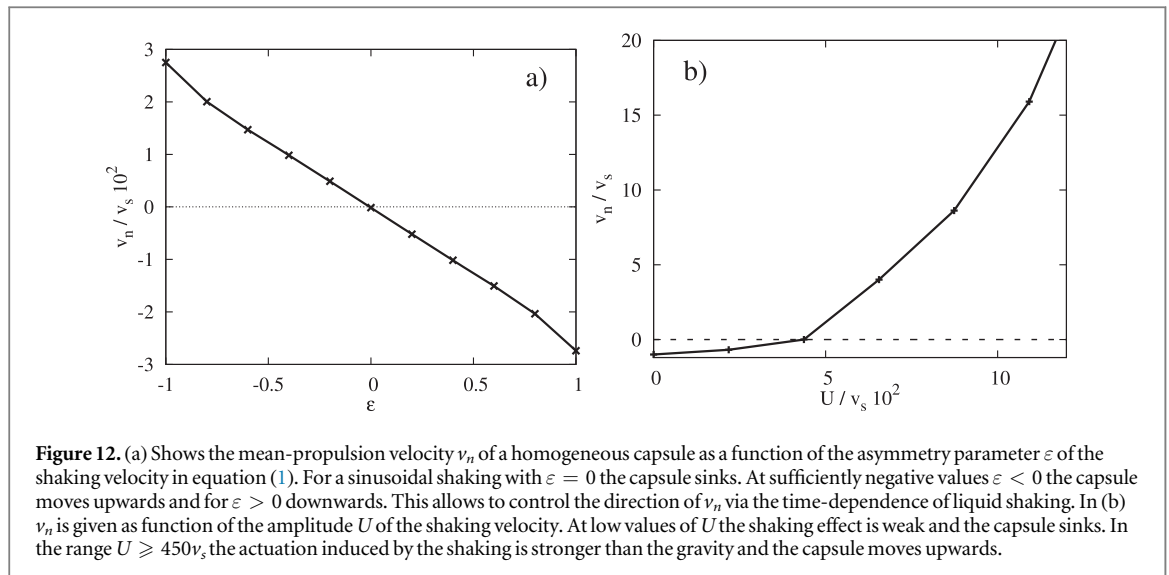 a)
3
2
1
0
-1
-2
-3
v_n / v_s 10^2
-1
-0.5
0
0.5
1
ε
b)
20
15
10
5
0
v_n / v_s
0
5
10
U / v_s 10^2
Figure 12. (a) Shows the mean-propulsion velocity v_n of a homogeneous capsule as a function of the asymmetry parameter ε of the
shaking velocity in equation (1). For a sinusoidal shaking with ε = 0 the capsule sinks. At sufficiently negative values ε < 0 the capsule
moves upwards and for ε > 0 downwards. This allows to control the direction of v_n via the time-dependence of liquid shaking. In (b)
v_n is given as function of the amplitude U of the shaking velocity. At low values of U the shaking effect is weak and the capsule sinks. In
the range U ⩾ 450v_s the actuation induced by the shaking is stronger than the gravity and the capsule moves upwards.